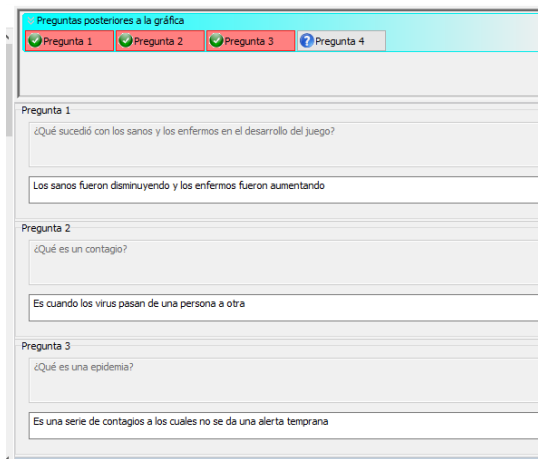 Preguntas posteriores a la gráfica
Pregunta 1 Pregunta 2 Pregunta 3 Pregunta 4
Pregunta 1
¿Qué sucedió con los sanos y los enfermos en el desarrollo del juego?
Los sanos fueron disminuyendo y los enfermos fueron aumentando
Pregunta 2
¿Qué es un contagio?
Es cuando los virus pasan de una persona a otra
Pregunta 3
¿Qué es una epidemia?
Es una serie de contagios a los cuales no se da una alerta temprana